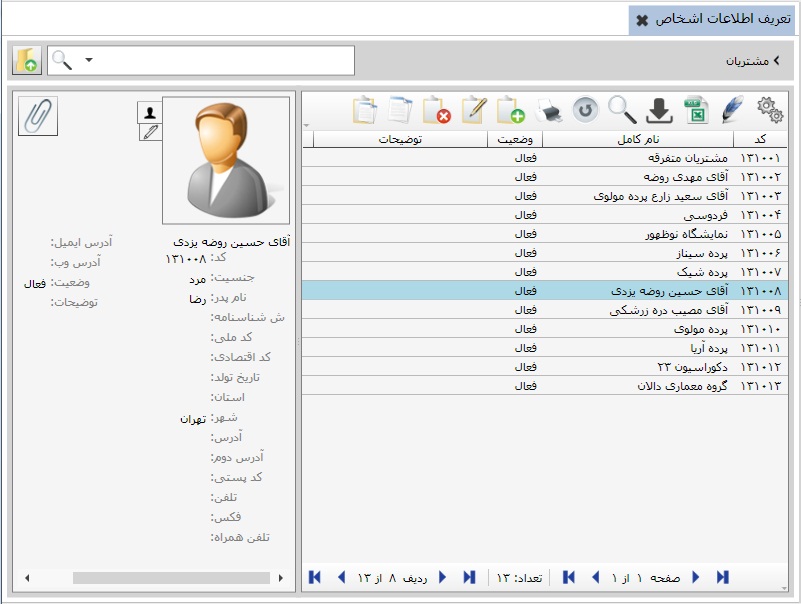 تعریف اطلاعات اشخاص
مشتریان
کد نام کامل وضعیت توضیحات
۱۳۱۰۰۱ مشتریان متفرقه فعال
۱۳۱۰۰۲ آقای مهدی روضه فعال
۱۳۱۰۰۳ آقای سعید زارع پرده مولوی فعال
۱۳۱۰۰۴ فردوسی فعال
۱۳۱۰۰۵ نمایشگاه نوظهور فعال
۱۳۱۰۰۶ پرده سیناز فعال
۱۳۱۰۰۷ پرده شیک فعال
۱۳۱۰۰۸ آقای حسین روضه یزدی فعال
۱۳۱۰۰۹ آقای مصیب دره زرشکی فعال
۱۳۱۰۱۰ پرده مولوی فعال
۱۳۱۰۱۱ پرده آریا فعال
۱۳۱۰۱۲ دکوراسیون ۲۳ فعال
۱۳۱۰۱۳ گروه معماری دالان فعال
صفحه ۱ از ۱ تعداد: ۱۳ ردیف ۸ از ۱۳
آقای حسین روضه یزدی
کد: ۱۳۱۰۰۸
جنسیت: مرد
نام پدر: رضا
ش شناسنامه:
کد ملی:
کد اقتصادی:
تاریخ تولد:
استان:
شهر: تهران
آدرس:
آدرس دوم:
کد پستی:
تلفن:
فکس:
تلفن همراه:
آدرس ایمیل:
آدرس وب:
وضعیت: فعال
توضیحات: